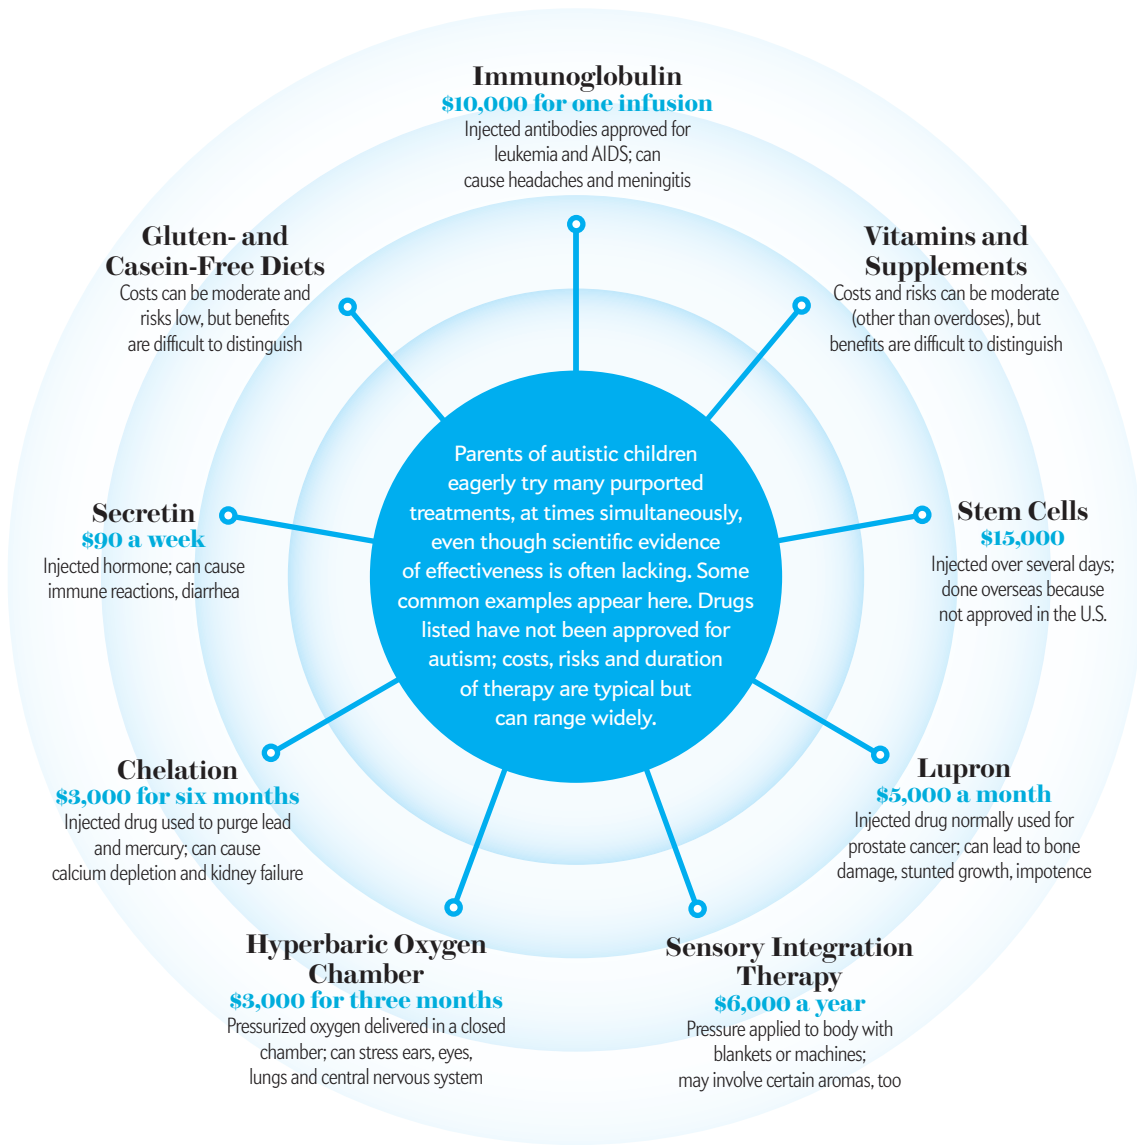 Immunoglobulin
$10,000 for one infusion
Injected antibodies approved for
leukemia and AIDS; can
cause headaches and meningitis
Vitamins and
Supplements
Costs and risks can be moderate
(other than overdoses), but
benefits are difficult to distinguish
Stem Cells
$15,000
Injected over several days;
done overseas because
not approved in the U.S.
Lupron
$5,000 a month
Injected drug normally used for
prostate cancer; can lead to bone
damage, stunted growth, impotence
Sensory Integration
Therapy
$6,000 a year
Pressure applied to body with
blankets or machines;
may involve certain aromas, too
Hyperbaric Oxygen
Chamber
$3,000 for three months
Pressurized oxygen delivered in a closed
chamber; can stress ears, eyes,
lungs and central nervous system
Chelation
$3,000 for six months
Injected drug used to purge lead
and mercury; can cause
calcium depletion and kidney failure
Secretin
$90 a week
Injected hormone; can cause
immune reactions, diarrhea
Gluten- and
Casein-Free Diets
Costs can be moderate and
risks low, but benefits
are difficult to distinguish
Parents of autistic children
eagerly try many purported
treatments, at times simultaneously,
even though scientific evidence
of effectiveness is often lacking. Some
common examples appear here. Drugs
listed have not been approved for
autism; costs, risks and duration
of therapy are typical but
can range widely.